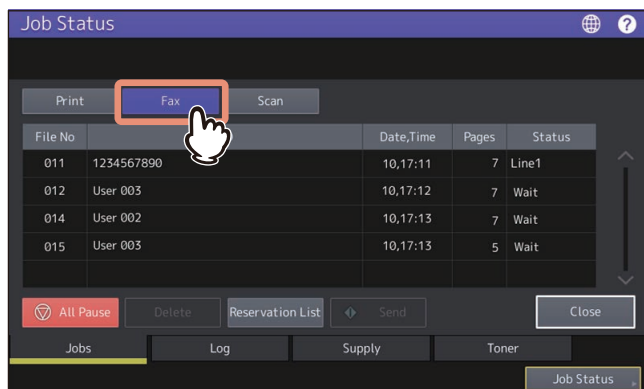 Job Status
?
Print Fax Scan
File No Date,Time Pages Status
011 1234567890 10,17:11 7 Line1
012 User 003 10,17:12 7 Wait
014 User 002 10,17:13 7 Wait
015 User 003 10,17:13 5 Wait
All Pause Delete Reservation List Send Close
Jobs Log Supply Toner
Job Status